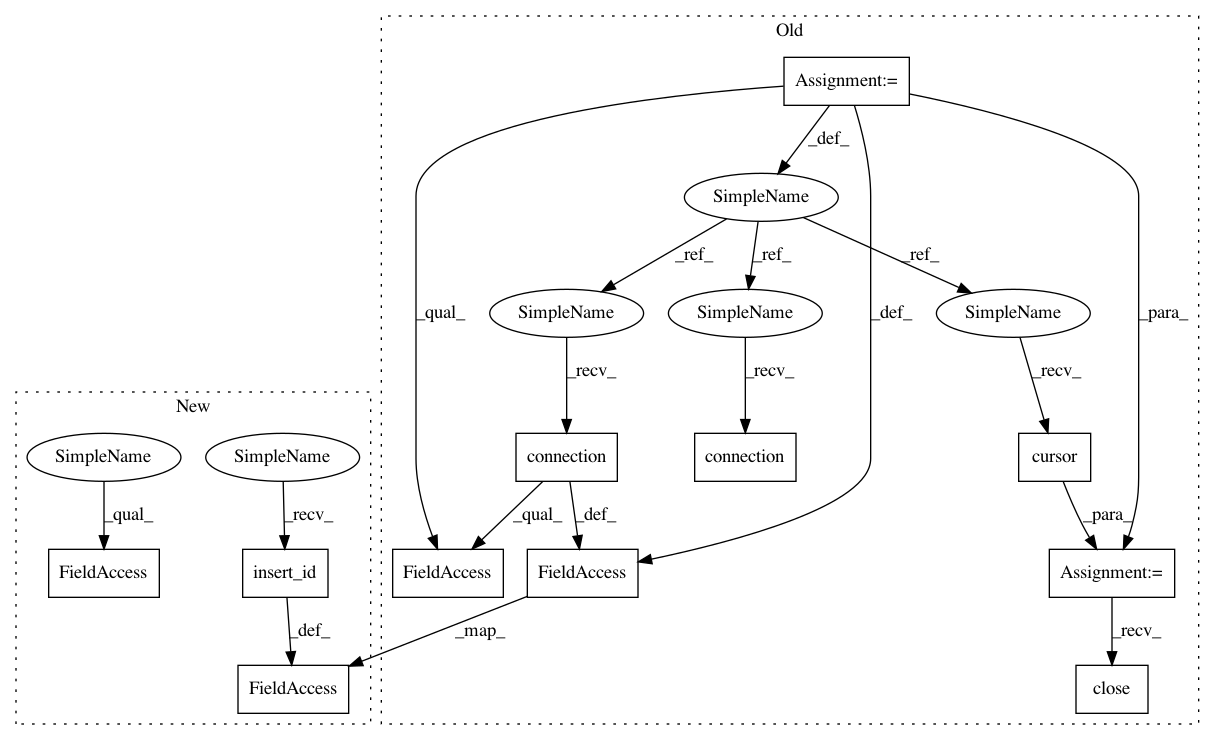 Old
Assignment:=
_def_
SimpleName
_ref_ _ref_ _ref_
_qual_ SimpleName SimpleName _def_ SimpleName _para_
_recv_ _recv_ _recv_
New
SimpleName SimpleName connection connection cursor
_qual_ _recv_ _qual_ _def_ _para_
FieldAccess insert_id FieldAccess FieldAccess Assignment:=
_def_ _map_ _recv_
FieldAccess close